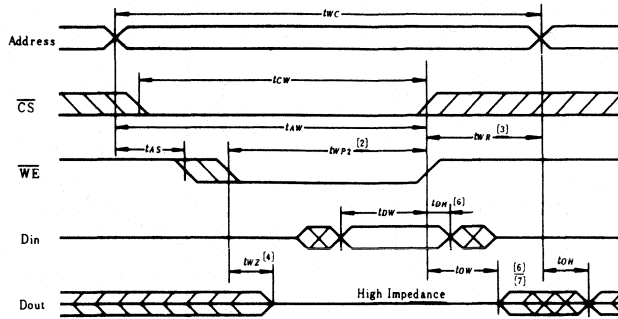 tWC
Address
tCW
CS
tAW
tWR [3]
tAS
tWP2 [2]
WE
tDW
tDH [6]
Din
tWZ [4]
tOW
[6]
[7]
tOH
High Impedance
Dout